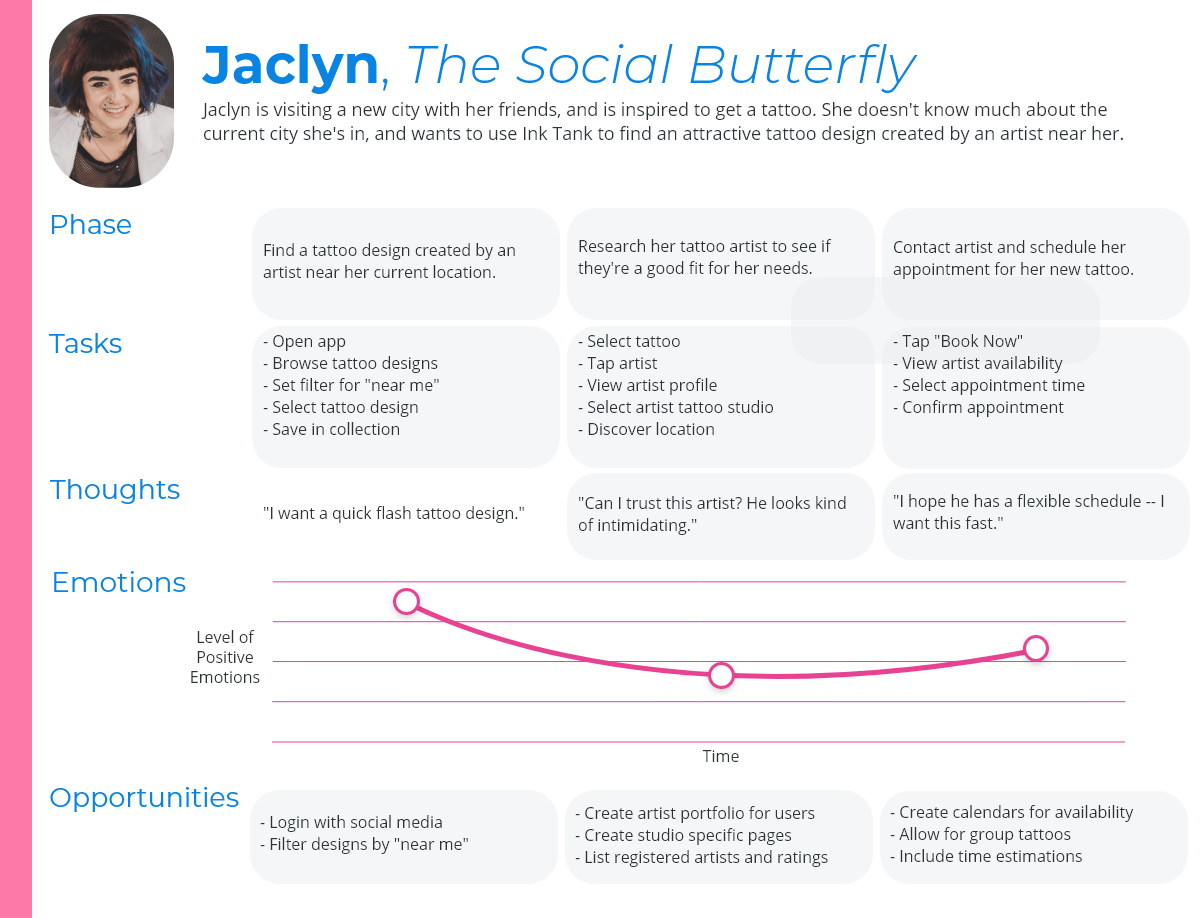 Jaclyn, The Social Butterfly
Jaclyn is visiting a new city with her friends, and is inspired to get a tattoo. She doesn't know much about the
current city she's in, and wants to use Ink Tank to find an attractive tattoo design created by an artist near her.
Phase
Find a tattoo design created by an
artist near her current location.
Research her tattoo artist to see if
they're a good fit for her needs.
Contact artist and schedule her
appointment for her new tattoo.
Tasks
- Open app
- Browse tattoo designs
- Set filter for "near me"
- Select tattoo design
- Save in collection
- Select tattoo
- Tap artist
- View artist profile
- Select artist tattoo studio
- Discover location
- Tap "Book Now"
- View artist availability
- Select appointment time
- Confirm appointment
Thoughts
"I want a quick flash tattoo design."
"Can I trust this artist? He looks kind
of intimidating."
"I hope he has a flexible schedule -- I
want this fast."
Emotions
Level of
Positive
Emotions
Time
Opportunities
- Login with social media
- Filter designs by "near me"
- Create artist portfolio for users
- Create studio specific pages
- List registered artists and ratings
- Create calendars for availability
- Allow for group tattoos
- Include time estimations